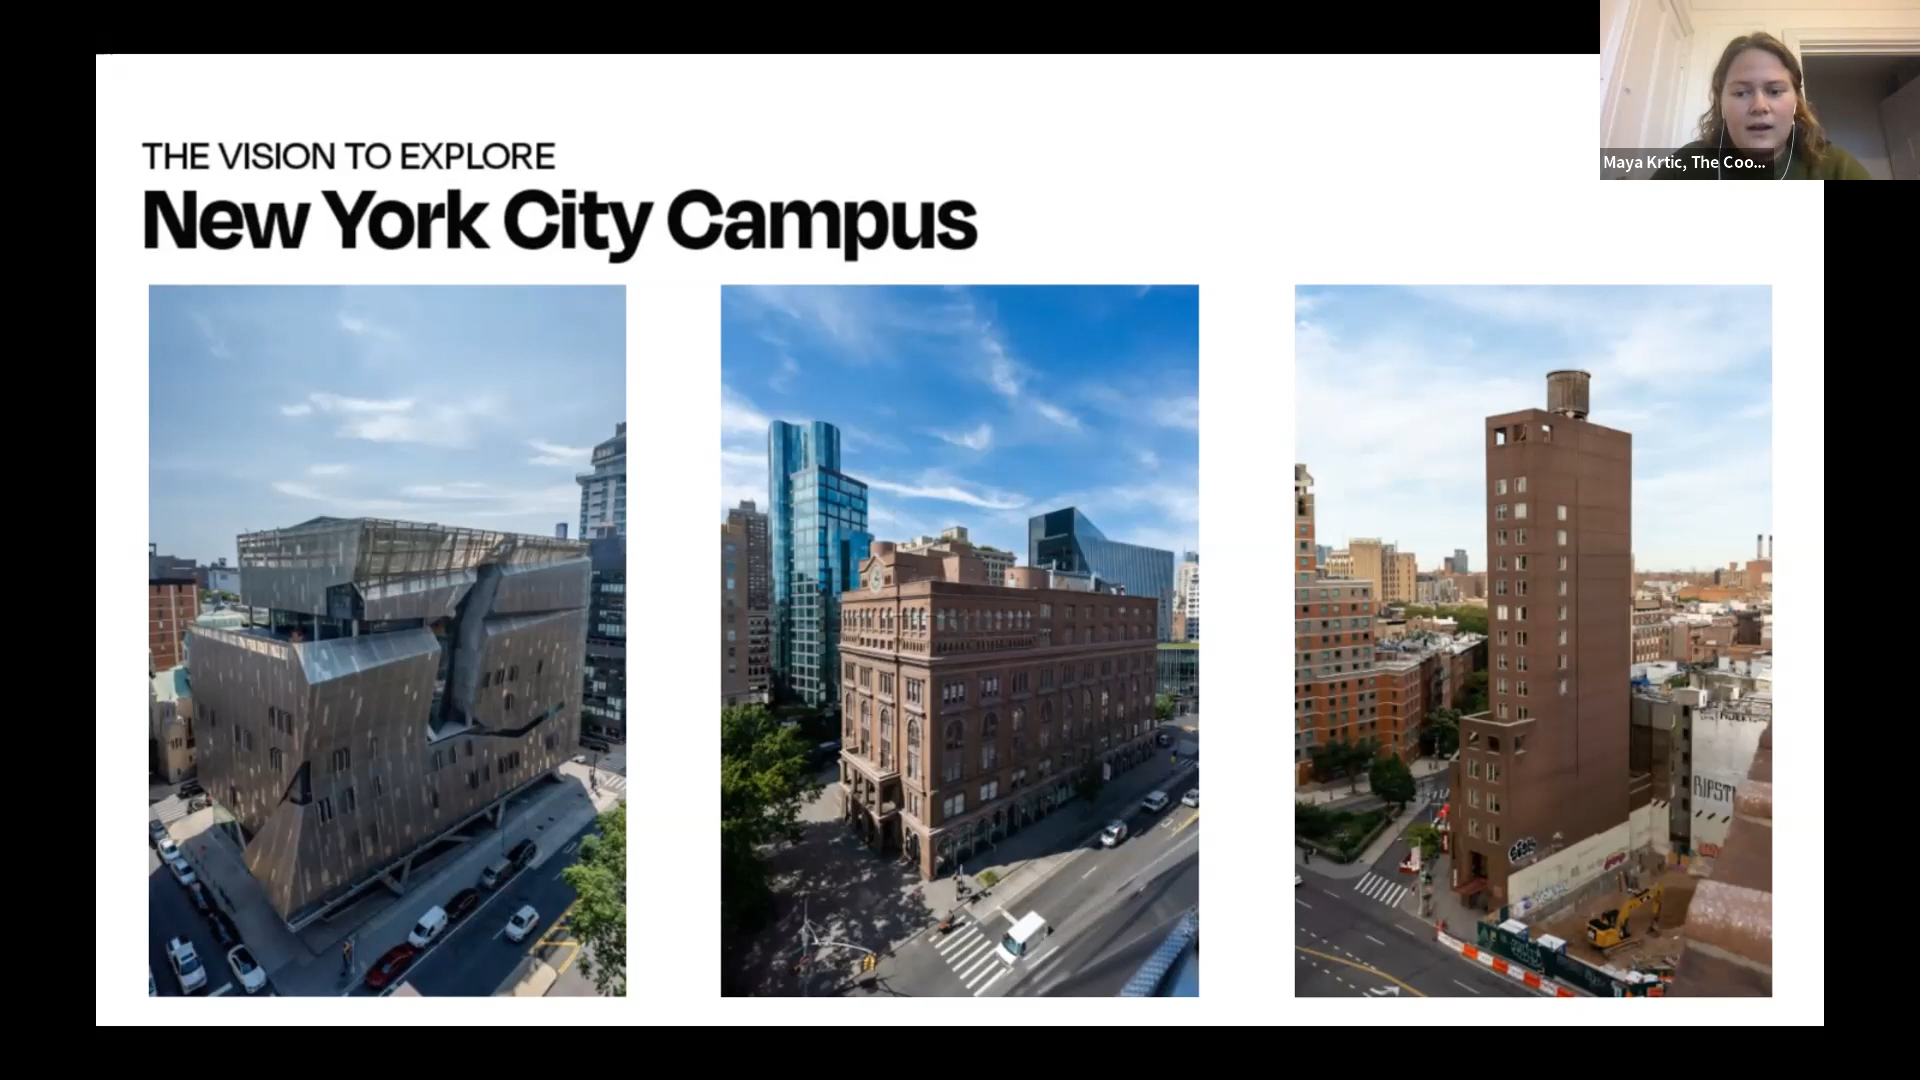 THE VISION TO EXPLORE
New York City Campus
Maya Krtic, The Coo...